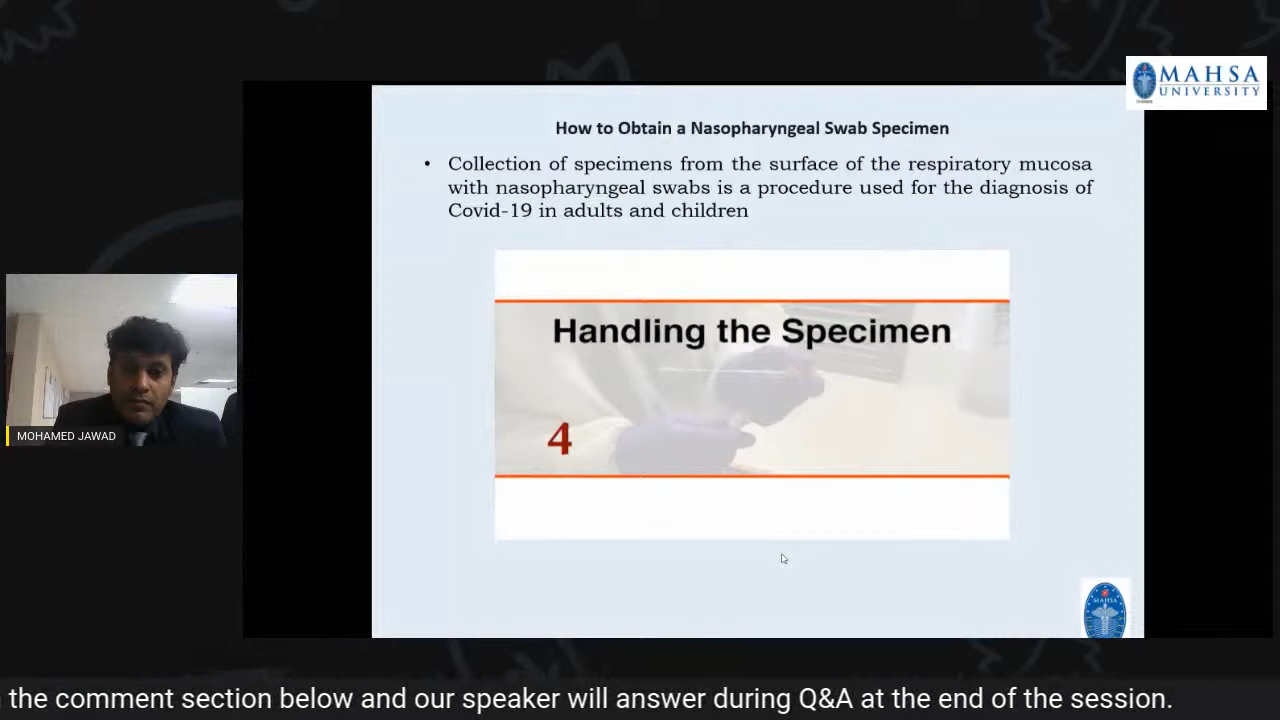 MAHSA
UNIVERSITY
How to Obtain a Nasopharyngeal Swab Specimen
• Collection of specimens from the surface of the respiratory mucosa
with nasopharyngeal swabs is a procedure used for the diagnosis of
Covid-19 in adults and children
Handling the Specimen
4
MOHAMED JAWAD
MAHSA
the comment section below and our speaker will answer during Q&A at the end of the session.